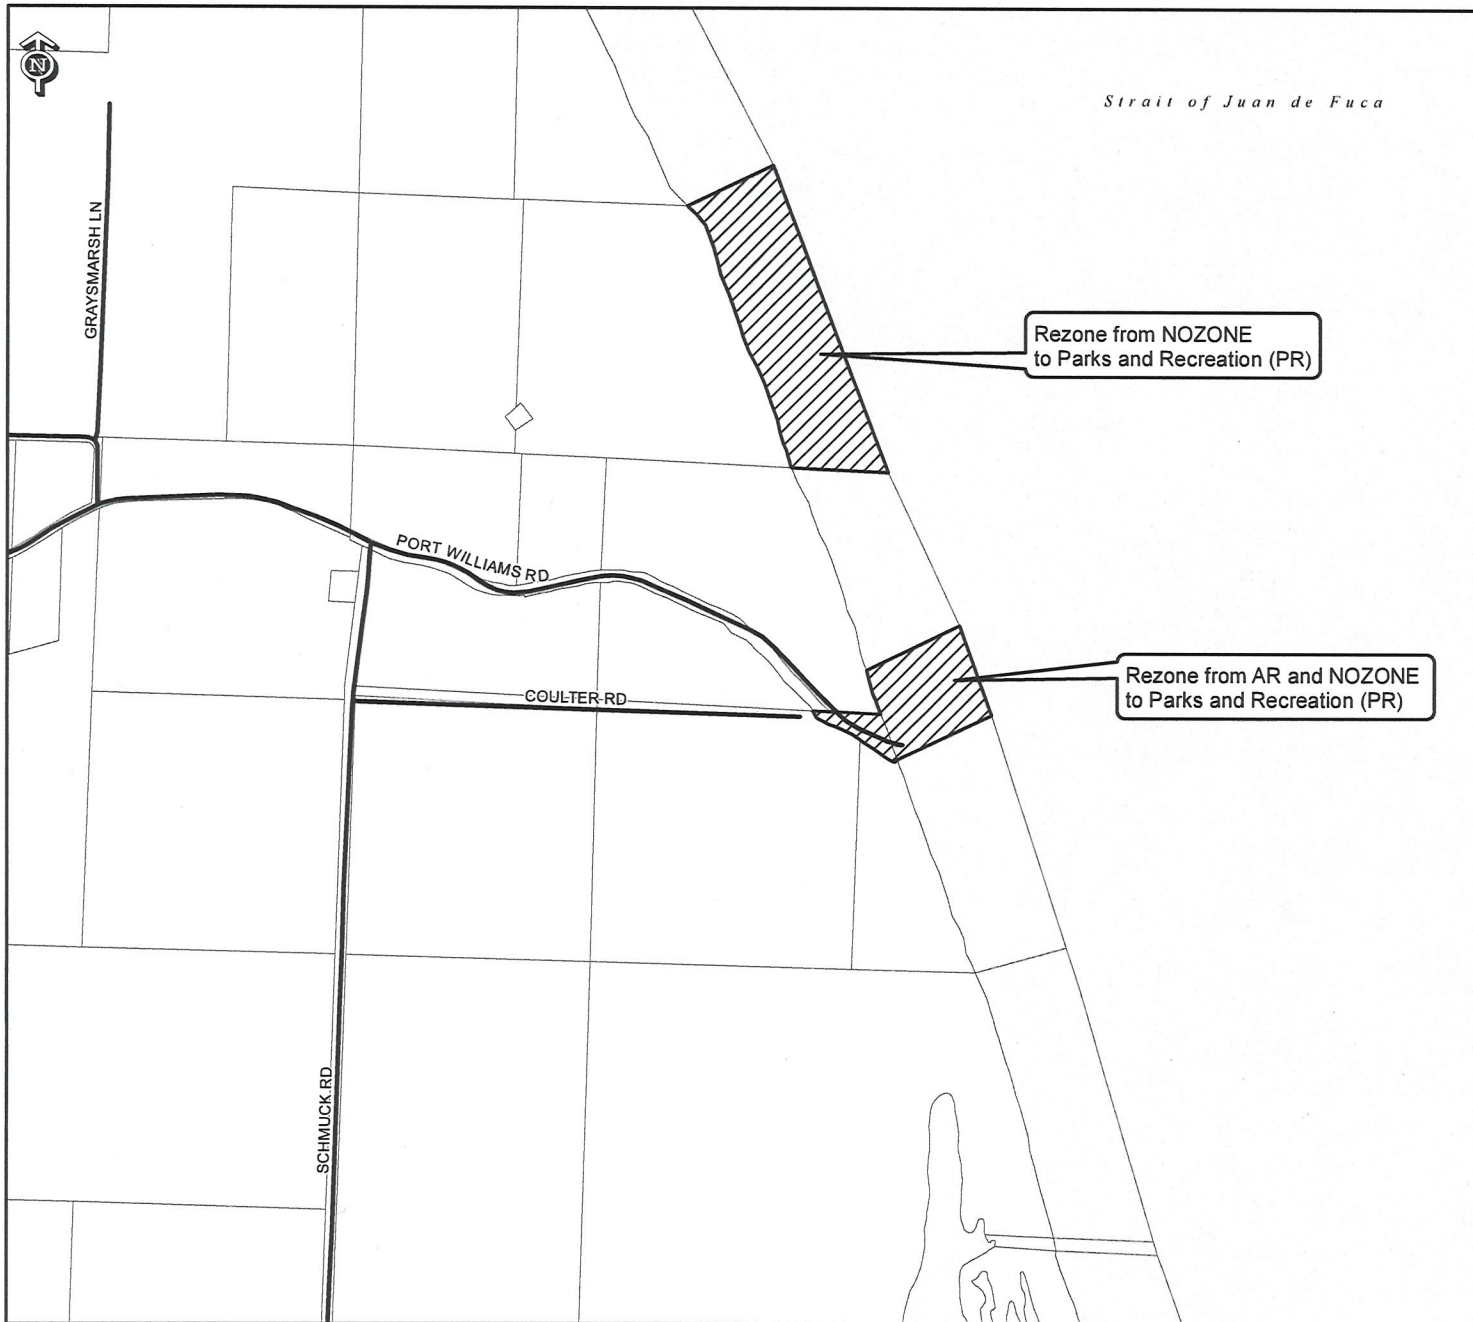 N
Strait of Juan de Fuca
GRAYSMARSH LN
Rezone from NOZONE
to Parks and Recreation (PR)
PORT WILLIAMS RD
Rezone from AR and NOZONE
to Parks and Recreation (PR)
COULTER RD
SCHMUCK RD